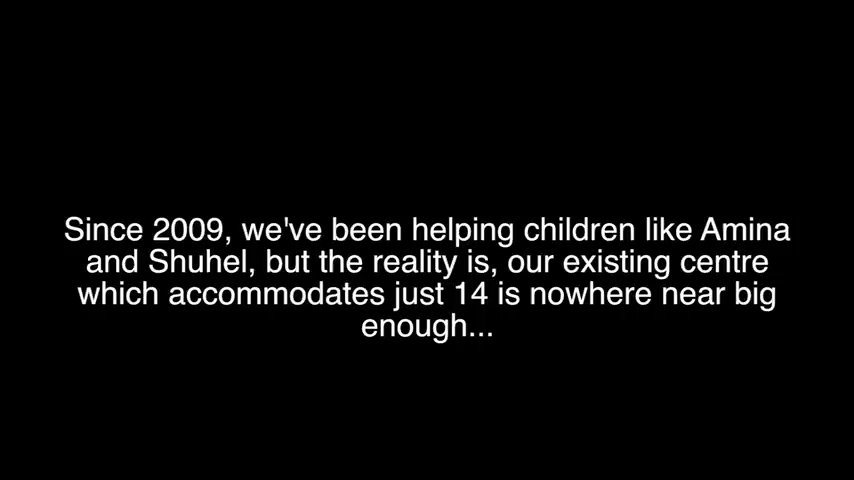 Since 2009, we've been helping children like Amina
and Shuhel, but the reality is, our existing centre
which accommodates just 14 is nowhere near big
enough...